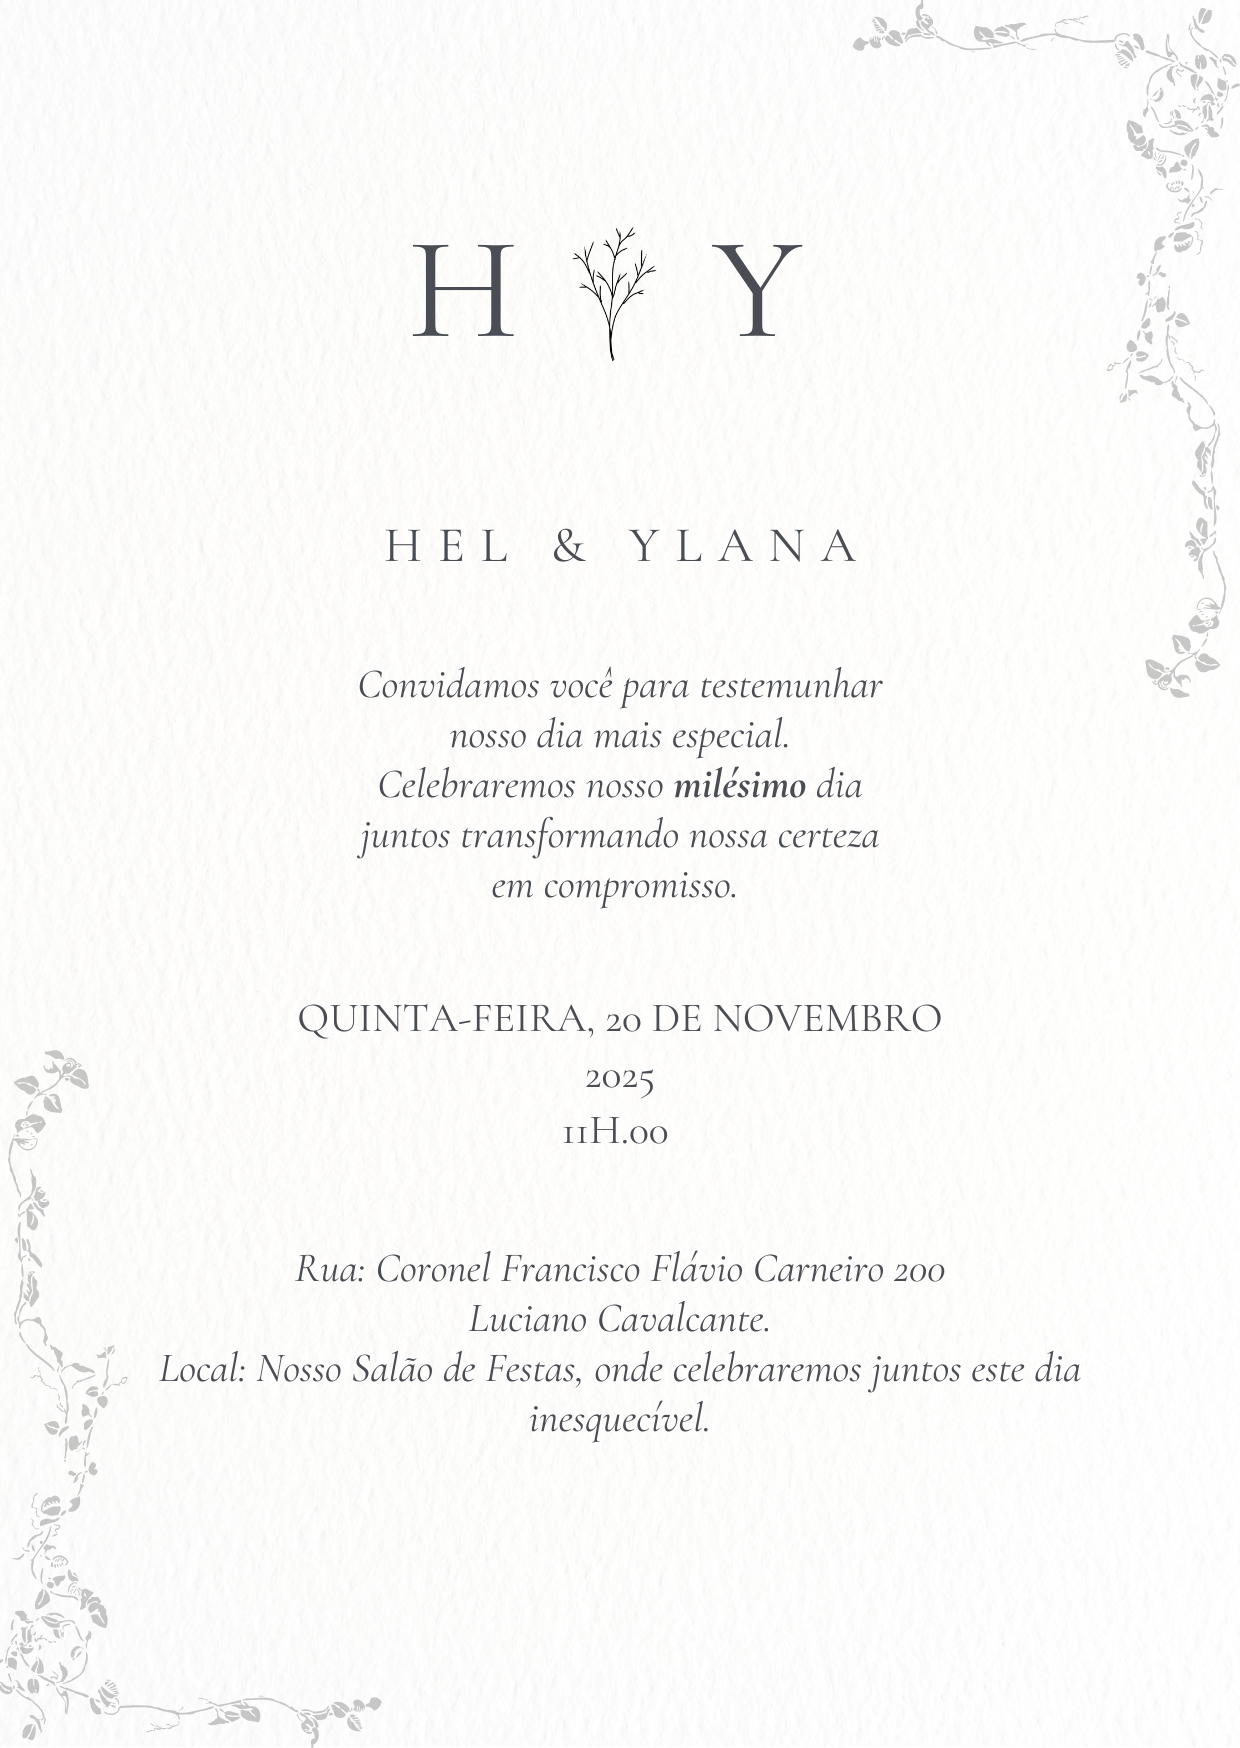 H Y
HEL & YLANA
Convidamos você para testemunhar
nosso dia mais especial.
Celebraremos nosso milésimo dia
juntos transformando nossa certeza
em compromisso.
QUINTA-FEIRA, 20 DE NOVEMBRO
2025
11H.00
Rua: Coronel Francisco Flávio Carneiro 200
Luciano Cavalcante.
Local: Nosso Salão de Festas, onde celebraremos juntos este dia
inesquecível.